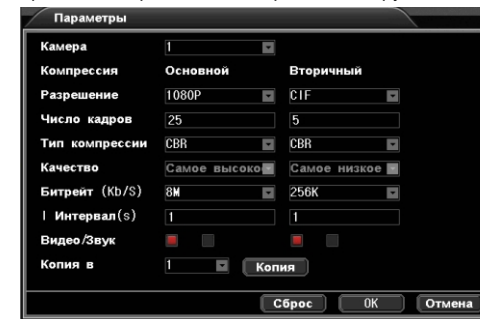 Параметры
Камера 1
Компрессия Основной Вторичный
Разрешение 1080P CIF
Число кадров 25 5
Тип компрессии CBR CBR
Качество Самое высоко Самое низкое
Битрейт (Kb/S) 8M 256K
I Интервал(s) 1 1
Видео/Звук
Копия в 1 Копия
Сброс OK Отмена